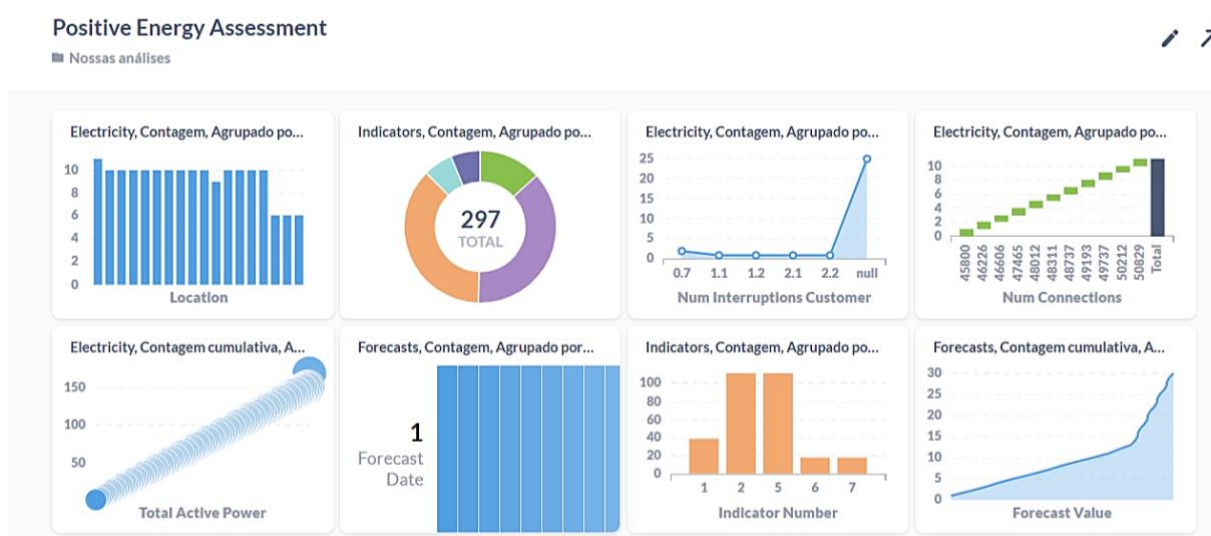 Positive Energy Assessment
Nossas análises
Electricity, Contagem, Agrupado po...
10
8
6
4
2
0
Location
Indicators, Contagem, Agrupado po...
297
TOTAL
Electricity, Contagem, Agrupado po...
25
20
15
10
5
0
0.7 1.1 1.2 2.1 2.2 null
Num Interruptions Customer
Electricity, Contagem, Agrupado po...
10
8
6
4
2
0
45800 46226 46606 47465 48012 48311 48737 49193 49737 50212 50829 Total
Num Connections
Electricity, Contagem cumulativa, A...
150
100
50
Total Active Power
Forecasts, Contagem, Agrupado por...
1
Forecast
Date
Indicators, Contagem, Agrupado po...
100
80
60
40
20
0
1 2 5 6 7
Indicator Number
Forecasts, Contagem cumulativa, A...
30
25
20
15
10
5
0
Forecast Value